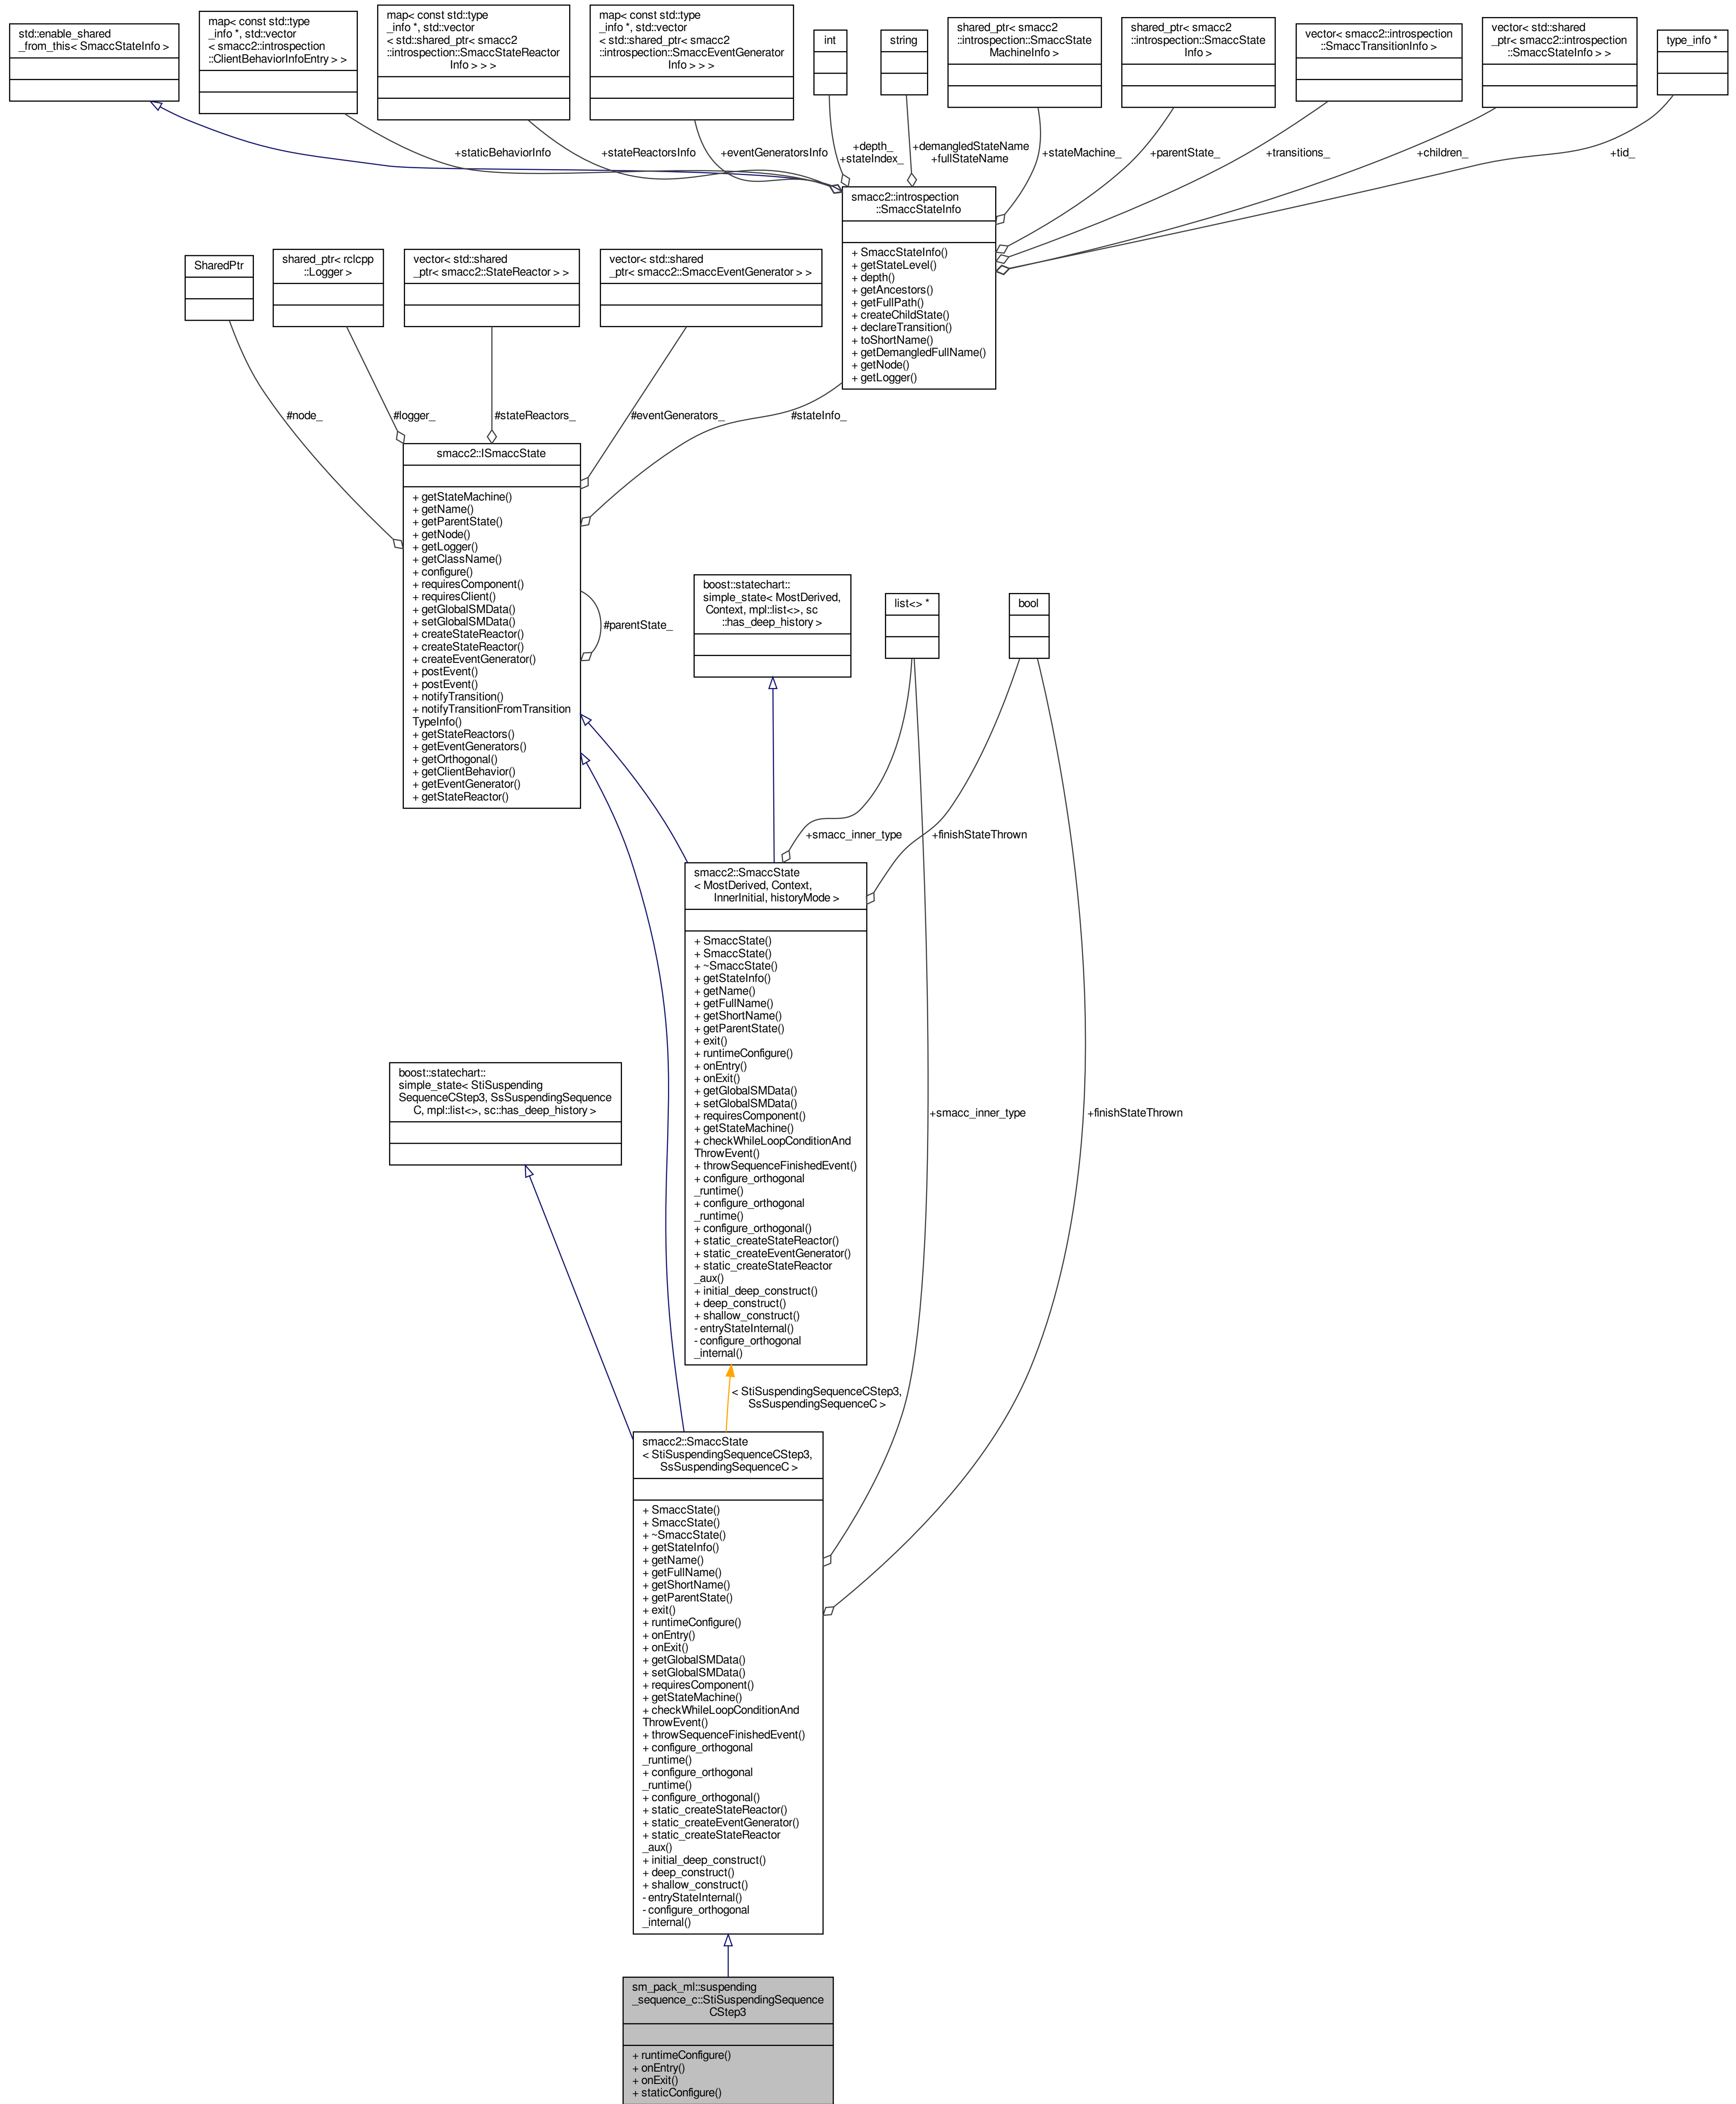 std::enable_shared
_from_this< SmaccStateInfo >
map< const std::type
_info *, std::vector
< smacc2::introspection
::ClientBehaviorInfoEntry > >
map< const std::type
_info *, std::vector
< std::shared_ptr< smacc2
::introspection::SmaccStateReactor
Info > > >
map< const std::type
_info *, std::vector
< std::shared_ptr< smacc2
::introspection::SmaccEventGenerator
Info > > >
int
string
shared_ptr< smacc2
::introspection::SmaccState
MachineInfo >
shared_ptr< smacc2
::introspection::SmaccState
Info >
vector< smacc2::introspection
::SmaccTransitionInfo >
vector< std::shared
_ptr< smacc2::introspection
::SmaccStateInfo > >
type_info *
+staticBehaviorInfo
+stateReactorsInfo
+eventGeneratorsInfo
+depth_
+stateIndex_
+demangledStateName
+fullStateName
+stateMachine_
+parentState_
+transitions_
+children_
+tid_
smacc2::introspection
::SmaccStateInfo
+ SmaccStateInfo()
+ getStateLevel()
+ depth()
+ getAncestors()
+ getFullPath()
+ createChildState()
+ declareTransition()
+ toShortName()
+ getDemangledFullName()
+ getNode()
+ getLogger()
SharedPtr
shared_ptr< rclcpp
::Logger >
vector< std::shared
_ptr< smacc2::StateReactor > >
vector< std::shared
_ptr< smacc2::SmaccEventGenerator > >
#node_
#logger_
#stateReactors_
#eventGenerators_
#stateInfo_
smacc2::ISmaccState
+ getStateMachine()
+ getName()
+ getParentState()
+ getNode()
+ getLogger()
+ getClassName()
+ configure()
+ requiresComponent()
+ requiresClient()
+ getGlobalSMData()
+ setGlobalSMData()
+ createStateReactor()
+ createStateReactor()
+ createEventGenerator()
+ postEvent()
+ postEvent()
+ notifyTransition()
+ notifyTransitionFromTransition
TypeInfo()
+ getStateReactors()
+ getEventGenerators()
+ getOrthogonal()
+ getClientBehavior()
+ getEventGenerator()
+ getStateReactor()
#parentState_
boost::statechart::
simple_state< MostDerived,
Context, mpl::list<>, sc
::has_deep_history >
list<> *
bool
+smacc_inner_type
+finishStateThrown
smacc2::SmaccState
< MostDerived, Context,
InnerInitial, historyMode >
+ SmaccState()
+ SmaccState()
+ ~SmaccState()
+ getStateInfo()
+ getName()
+ getFullName()
+ getShortName()
+ getParentState()
+ exit()
+ runtimeConfigure()
+ onEntry()
+ onExit()
+ getGlobalSMData()
+ setGlobalSMData()
+ requiresComponent()
+ getStateMachine()
+ checkWhileLoopConditionAnd
ThrowEvent()
+ throwSequenceFinishedEvent()
+ configure_orthogonal
_runtime()
+ configure_orthogonal
_runtime()
+ configure_orthogonal()
+ static_createStateReactor()
+ static_createEventGenerator()
+ static_createStateReactor
_aux()
+ initial_deep_construct()
+ deep_construct()
+ shallow_construct()
- entryStateInternal()
- configure_orthogonal
_internal()
boost::statechart::
simple_state< StiSuspending
SequenceCStep3, SsSuspendingSequence
C, mpl::list<>, sc::has_deep_history >
+smacc_inner_type
+finishStateThrown
< StiSuspendingSequenceCStep3,
SsSuspendingSequenceC >
smacc2::SmaccState
< StiSuspendingSequenceCStep3,
SsSuspendingSequenceC >
+ SmaccState()
+ SmaccState()
+ ~SmaccState()
+ getStateInfo()
+ getName()
+ getFullName()
+ getShortName()
+ getParentState()
+ exit()
+ runtimeConfigure()
+ onEntry()
+ onExit()
+ getGlobalSMData()
+ setGlobalSMData()
+ requiresComponent()
+ getStateMachine()
+ checkWhileLoopConditionAnd
ThrowEvent()
+ throwSequenceFinishedEvent()
+ configure_orthogonal
_runtime()
+ configure_orthogonal
_runtime()
+ configure_orthogonal()
+ static_createStateReactor()
+ static_createEventGenerator()
+ static_createStateReactor
_aux()
+ initial_deep_construct()
+ deep_construct()
+ shallow_construct()
- entryStateInternal()
- configure_orthogonal
_internal()
sm_pack_ml::suspending
_sequence_c::StiSuspendingSequence
CStep3
+ runtimeConfigure()
+ onEntry()
+ onExit()
+ staticConfigure()